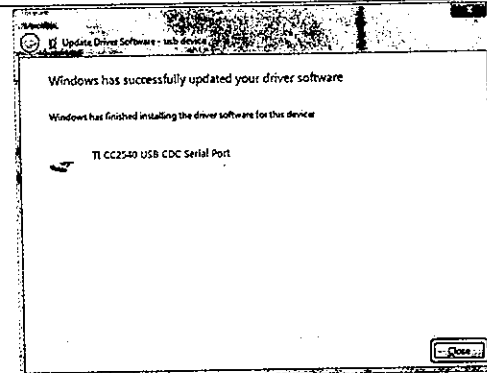 Update Driver Software - usb device
Windows has successfully updated your driver software
Windows has finished installing the driver software for this device:
TI CC2540 USB CDC Serial Port
Close